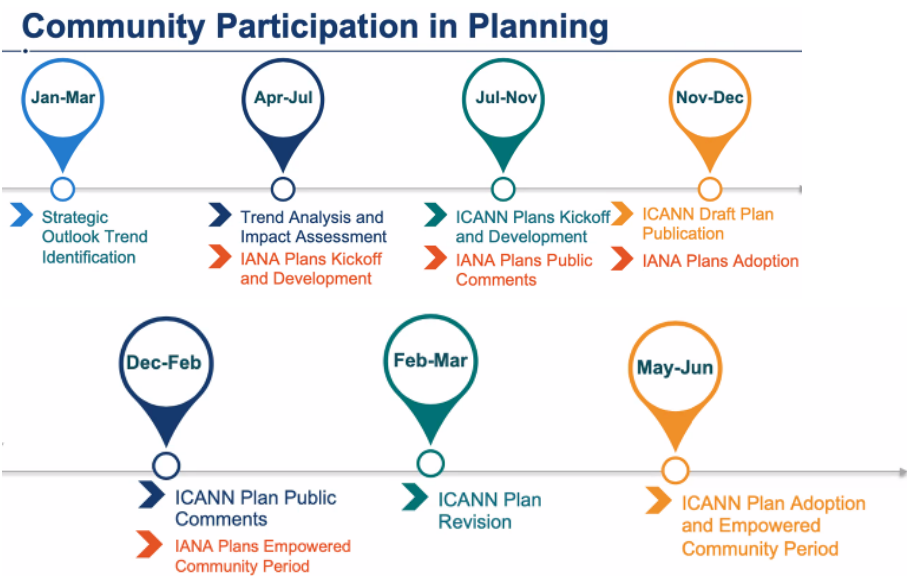 Community Participation in Planning
Jan-Mar
Apr-Jul
Jul-Nov
Nov-Dec
Strategic
Outlook Trend
Identification
Trend Analysis and
Impact Assessment
IANA Plans Kickoff
and Development
ICANN Plans Kickoff
and Development
IANA Plans Public
Comments
ICANN Draft Plan
Publication
IANA Plans Adoption
Dec-Feb
Feb-Mar
May-Jun
ICANN Plan Public
Comments
IANA Plans Empowered
Community Period
ICANN Plan
Revision
ICANN Plan Adoption
and Empowered
Community Period